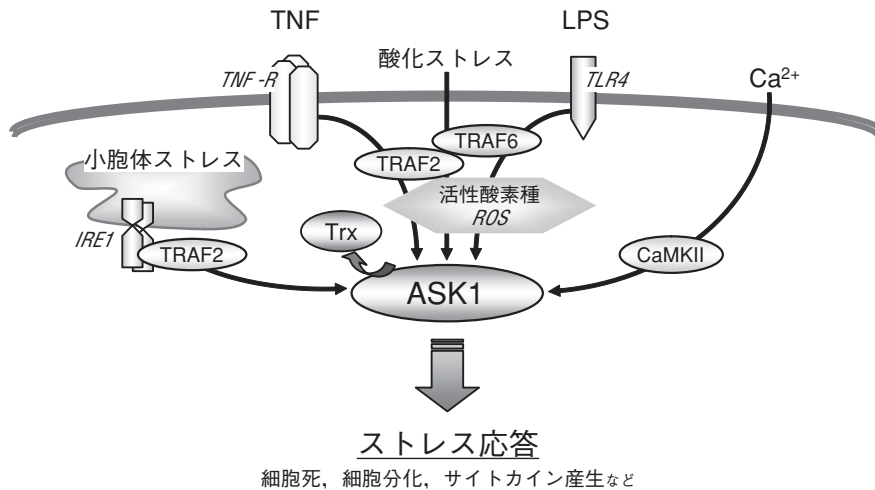 TNF
LPS
酸化ストレス
TNF-R
TLR4
Ca²⁺
TRAF6
TRAF2
小胞体ストレス
活性酸素種
ROS
Trx
IRE1
TRAF2
CaMKII
ASK1
ストレス応答
細胞死，細胞分化，サイトカイン産生など